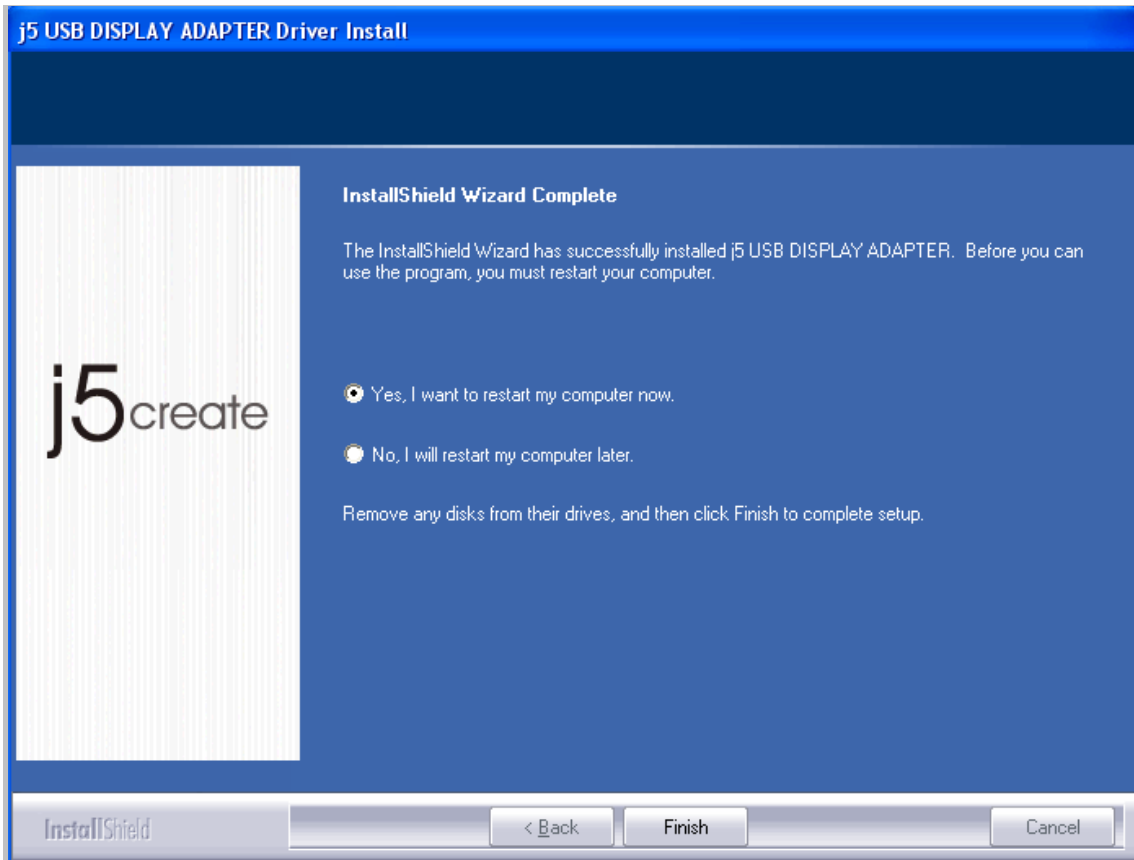 j5 USB DISPLAY ADAPTER Driver Install
InstallShield Wizard Complete
The InstallShield Wizard has successfully installed j5 USB DISPLAY ADAPTER.  Before you can
use the program, you must restart your computer.
j5create
Yes, I want to restart my computer now.
No, I will restart my computer later.
Remove any disks from their drives, and then click Finish to complete setup.
InstallShield
< Back
Finish
Cancel